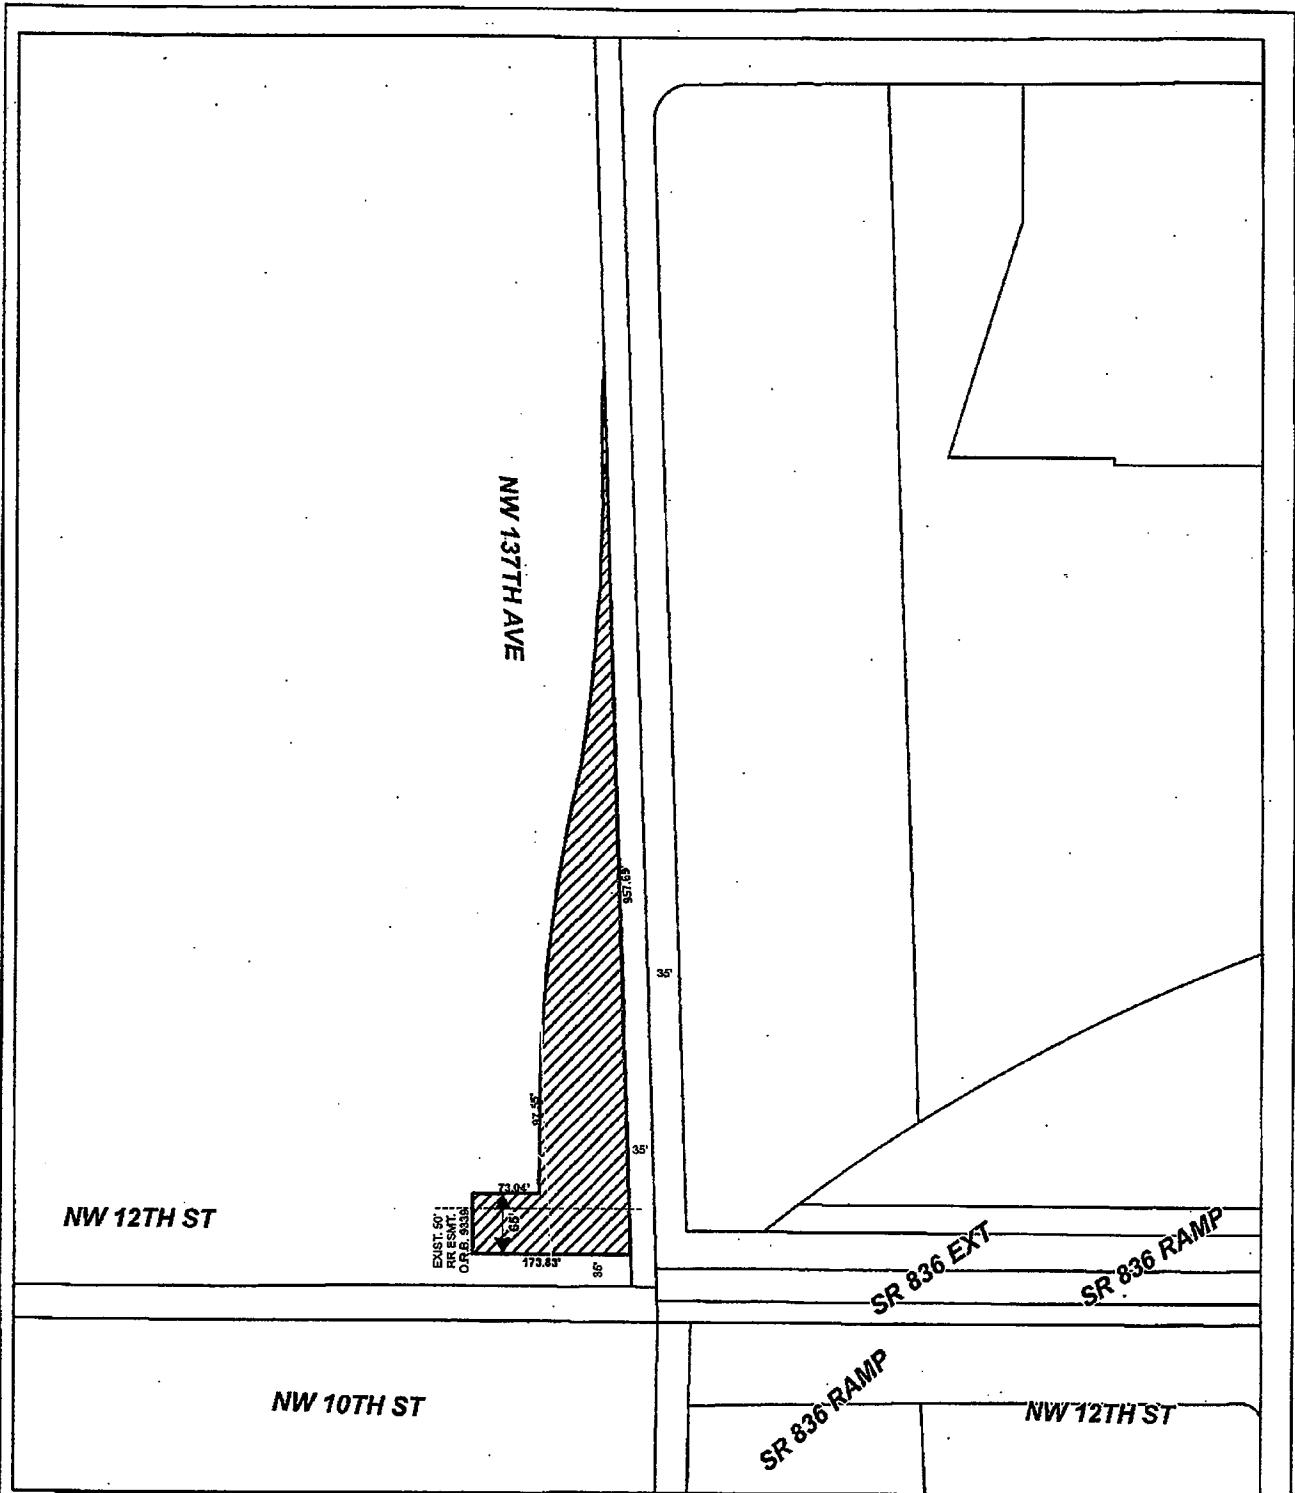 NW 137TH AVE
957.69'
35'
97.55'
35'
73.04'
65'
EXIST. 50'
RR. ESMT.
O.R.B. 9339
173.83'
35'
NW 12TH ST
SR 836 EXT
SR 836 RAMP
NW 10TH ST
SR 836 RAMP
NW 12TH ST